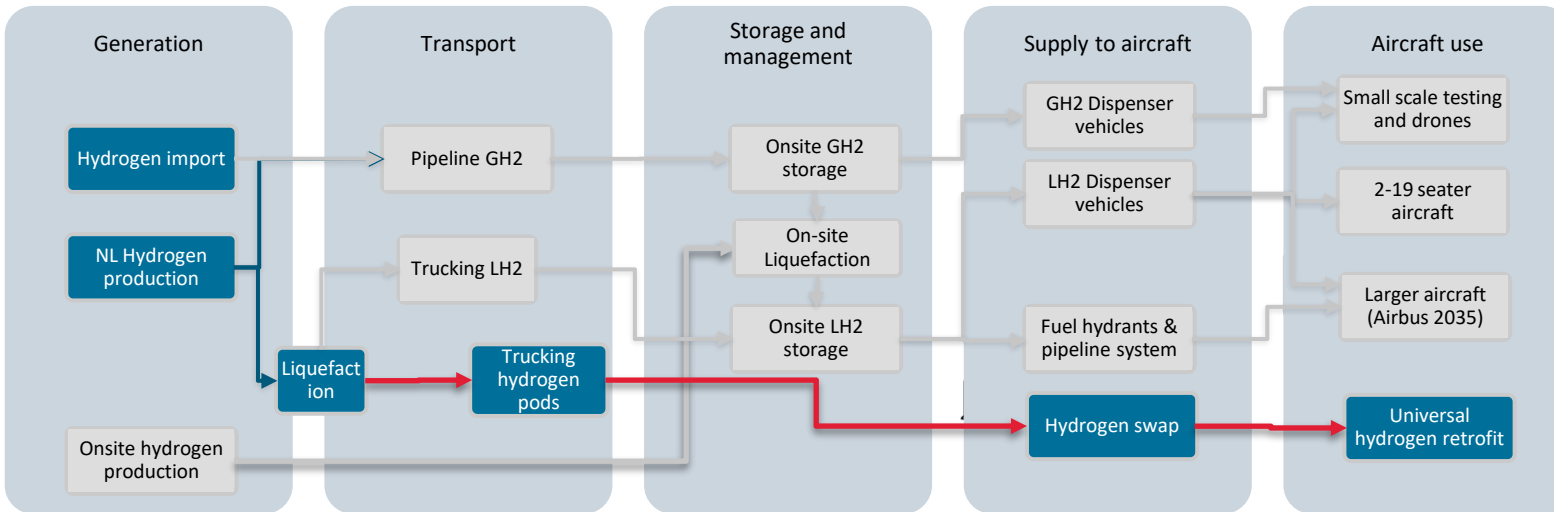 Generation
Transport
Storage and
management
Supply to aircraft
Aircraft use
Hydrogen import
NL Hydrogen
production
Liquefact
ion
Onsite hydrogen
production
Pipeline GH2
Trucking LH2
Trucking
hydrogen
pods
Onsite GH2
storage
On-site
Liquefaction
Onsite LH2
storage
GH2 Dispenser
vehicles
LH2 Dispenser
vehicles
Fuel hydrants &
pipeline system
Hydrogen swap
Small scale testing
and drones
2-19 seater
aircraft
Larger aircraft
(Airbus 2035)
Universal
hydrogen retrofit